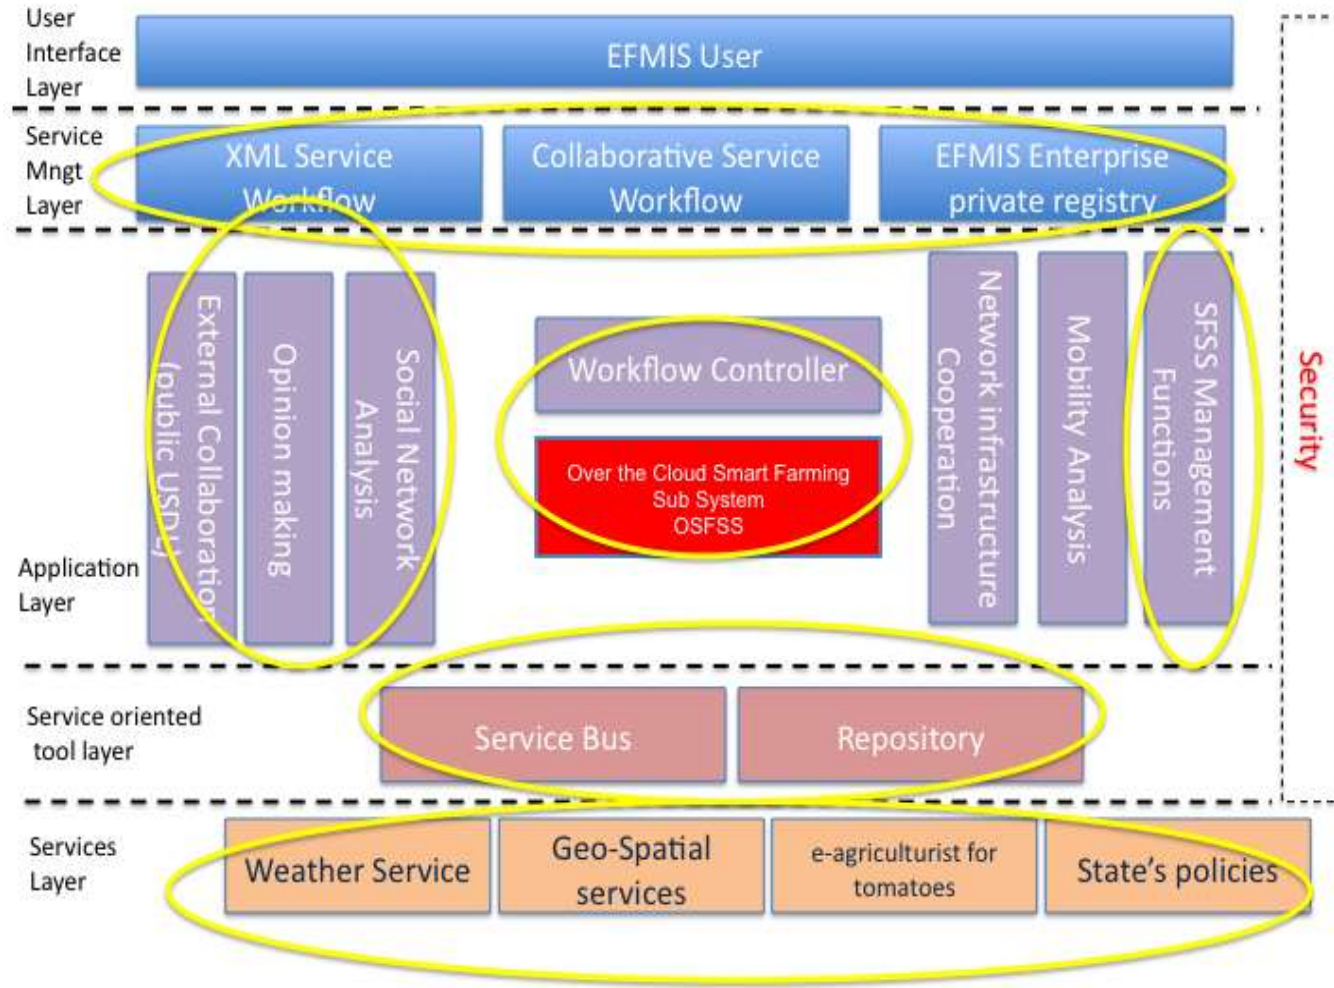 User
Interface
Layer
EFMIS User
Service
Mngt
Layer
XML Service
Workflow
Collaborative Service
Workflow
EFMIS Enterprise
private registry
External Collaboration
(public USDL)
Opinion making
Social Network
Analysis
Workflow Controller
Over the Cloud Smart Farming
Sub System
OSFSS
Network infrastructure
Cooperation
Mobility Analysis
SFSS Management
Functions
Security
Application
Layer
Service oriented
tool layer
Service Bus
Repository
Services
Layer
Weather Service
Geo-Spatial
services
e-agriculturist for
tomatoes
State's policies